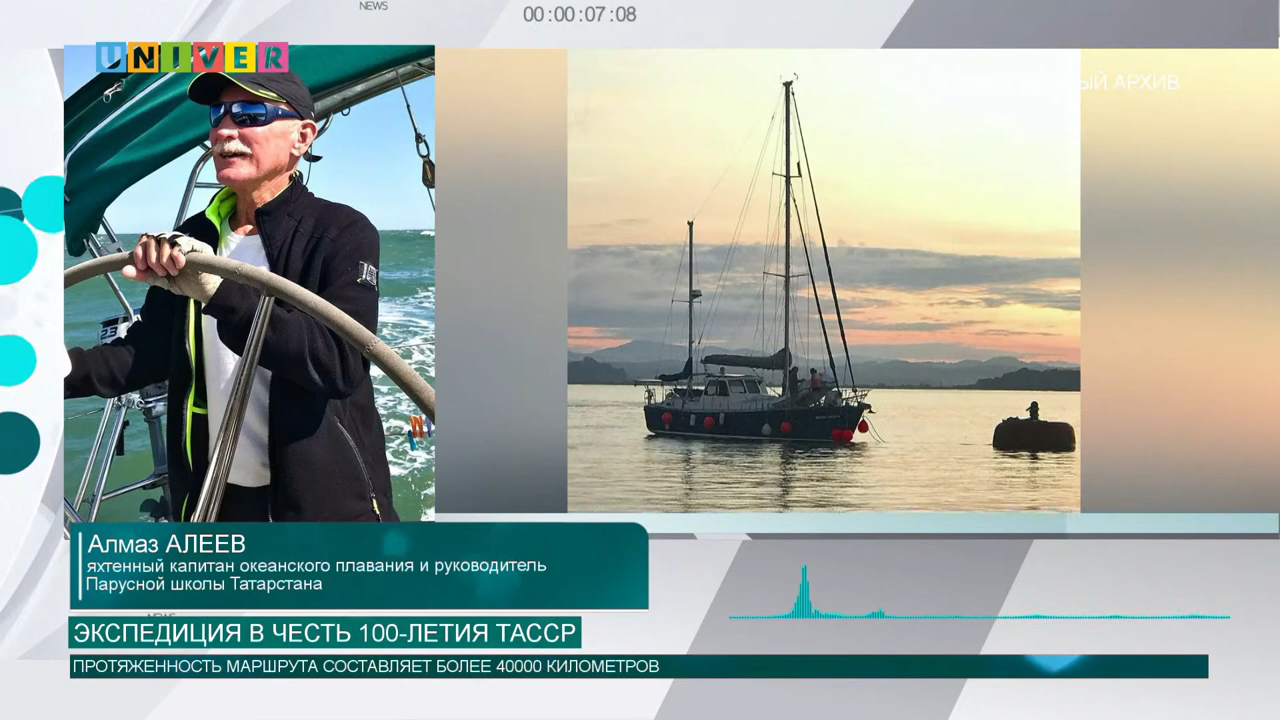 NEWS
00:00:07:08
UNIVER
ЫЙ АРХИВ
Алмаз АЛЕЕВ
яхтенный капитан океанского плавания и руководитель
Парусной школы Татарстана
ЭКСПЕДИЦИЯ В ЧЕСТЬ 100-ЛЕТИЯ ТАССР
ПРОТЯЖЕННОСТЬ МАРШРУТА СОСТАВЛЯЕТ БОЛЕЕ 40000 КИЛОМЕТРОВ